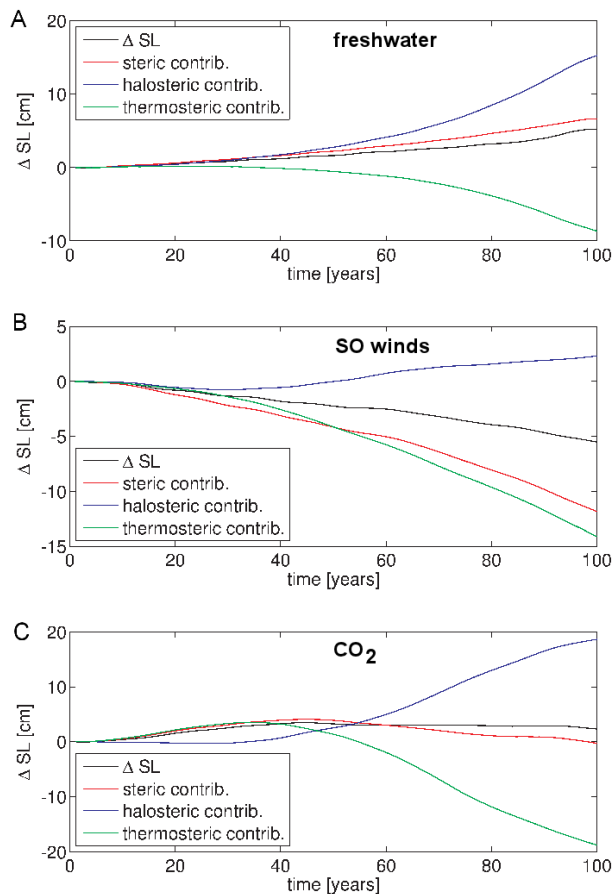 A
freshwater
20
10
0
-10
Δ SL [cm]
Δ SL
steric contrib.
halosteric contrib.
thermosteric contrib.
0 20 40 60 80 100
time [years]
B
SO winds
5
0
-5
-10
-15
Δ SL [cm]
Δ SL
steric contrib.
halosteric contrib.
thermosteric contrib.
0 20 40 60 80 100
time [years]
C
CO2
20
10
0
-10
-20
Δ SL [cm]
Δ SL
steric contrib.
halosteric contrib.
thermosteric contrib.
0 20 40 60 80 100
time [years]